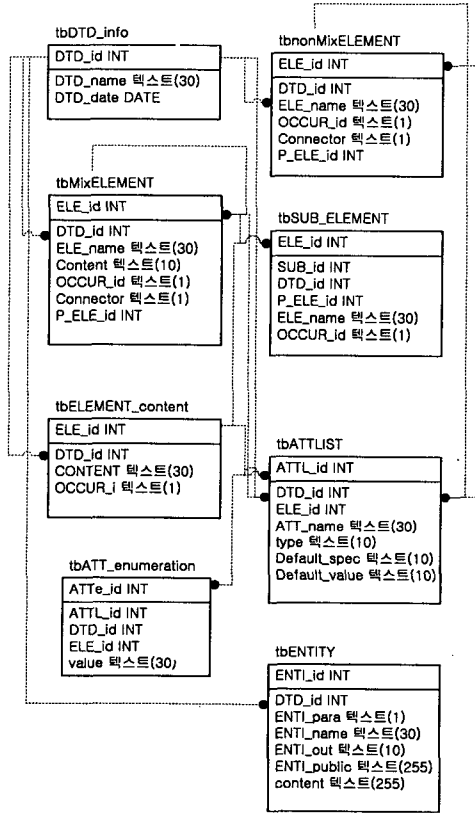 tbDTD_info
DTD_id INT
DTD_name 텍스트(30)
DTD_date DATE
tbnonMixELEMENT
ELE_id INT
DTD_id INT
ELE_name 텍스트(30)
OCCUR_id 텍스트(1)
Connector 텍스트(1)
P_ELE_id INT
tbMixELEMENT
ELE_id INT
DTD_id INT
ELE_name 텍스트(30)
Content 텍스트(10)
OCCUR_id 텍스트(1)
Connector 텍스트(1)
P_ELE_id INT
tbSUB_ELEMENT
ELE_id INT
SUB_id INT
DTD_id INT
P_ELE_id INT
ELE_name 텍스트(30)
OCCUR_id 텍스트(1)
tbELEMENT_content
ELE_id INT
DTD_id INT
CONTENT 텍스트(30)
OCCUR_i 텍스트(1)
tbATTLIST
ATTL_id INT
DTD_id INT
ELE_id INT
ATT_name 텍스트(30)
type 텍스트(10)
Default_spec 텍스트(10)
Default_value 텍스트(10)
tbATT_enumeration
ATTe_id INT
ATTL_id INT
DTD_id INT
ELE_id INT
value 텍스트(30)
tbENTITY
ENTI_id INT
DTD_id INT
ENTI_para 텍스트(1)
ENTI_name 텍스트(30)
ENTI_out 텍스트(10)
ENTI_public 텍스트(255)
content 텍스트(255)